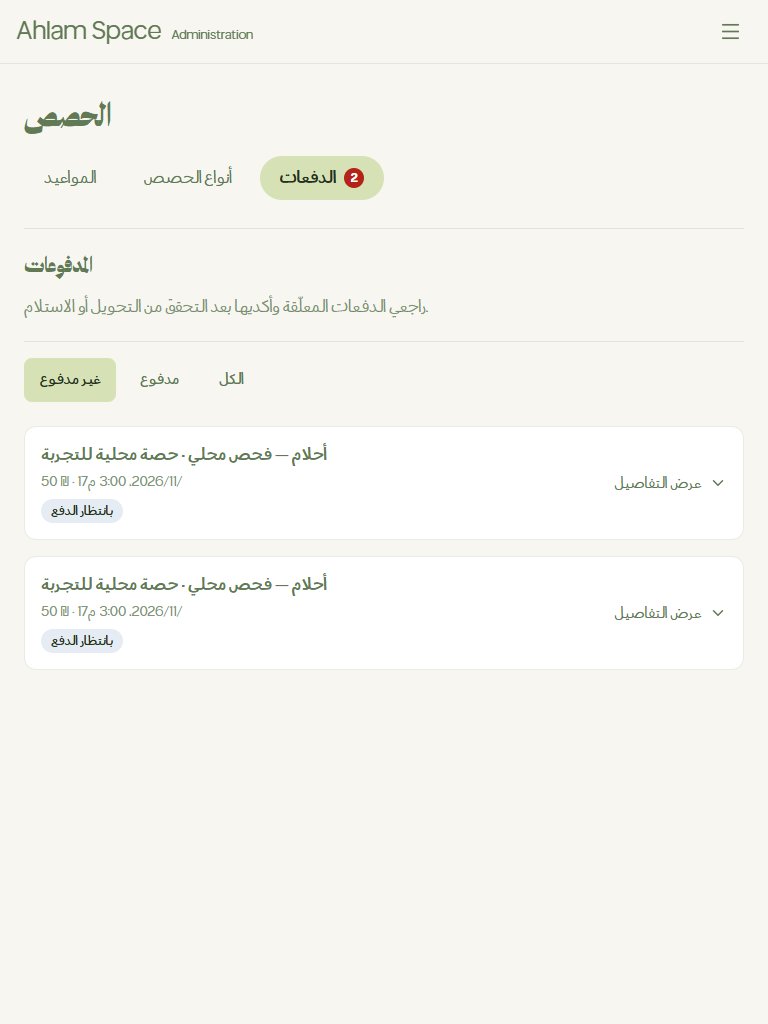 Ahlam Space Administration
الحصص
المواعيد
أنواع الحصص
الدفعات 2
المدفوعات
راجعي الدفعات المعلّقة وأكديها بعد التحقق من التحويل أو الاستلام.
غير مدفوع
مدفوع
الكل
أحلام — فحص محلي · حصة محلية للتجربة
50 ₪ · 17/11/2026، 3:00 م
بانتظار الدفع
عرض التفاصيل
أحلام — فحص محلي · حصة محلية للتجربة
50 ₪ · 17/11/2026، 3:00 م
بانتظار الدفع
عرض التفاصيل